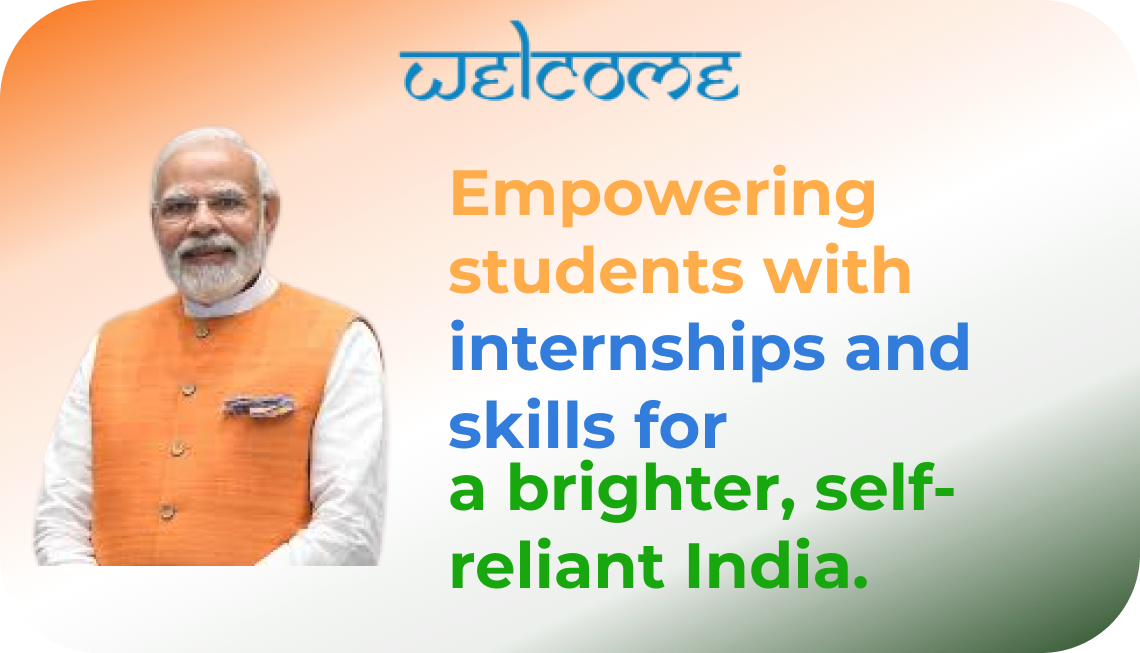 Welcome
Empowering
students with
internships and
skills for
a brighter, self-
reliant India.